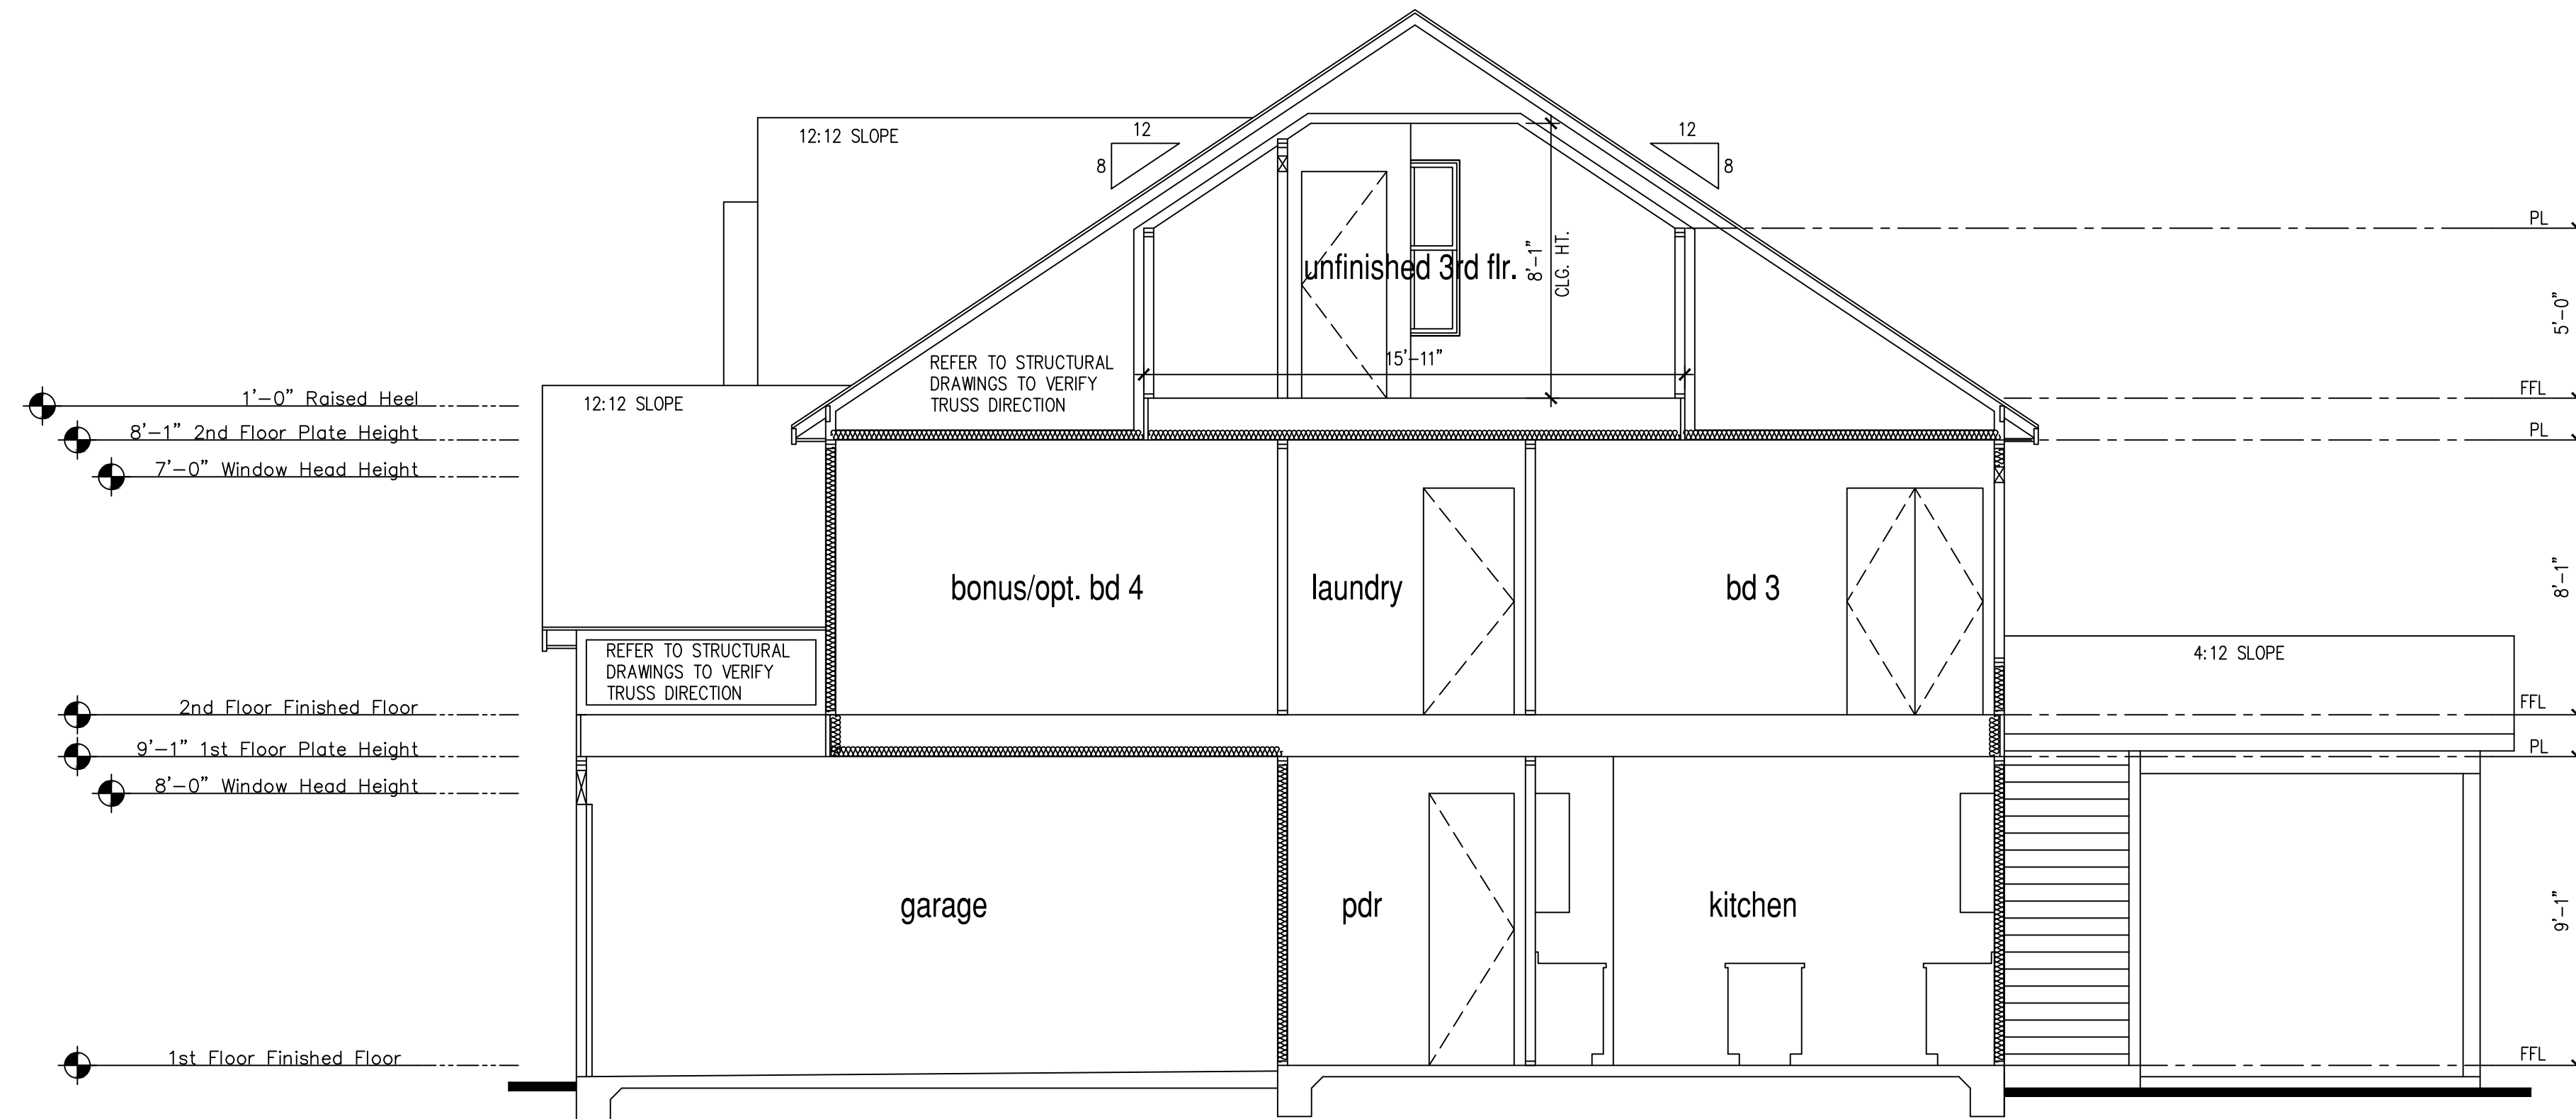 12:12 SLOPE
12
8
12
8
PL
unfinished 3rd flr.
8'-1"
CLG. HT.
5'-0"
15'-11"
REFER TO STRUCTURAL
DRAWINGS TO VERIFY
TRUSS DIRECTION
1'-0" Raised Heel
12:12 SLOPE
FFL
8'-1" 2nd Floor Plate Height
PL
7'-0" Window Head Height
bonus/opt. bd 4
laundry
bd 3
8'-1"
REFER TO STRUCTURAL
DRAWINGS TO VERIFY
TRUSS DIRECTION
4:12 SLOPE
2nd Floor Finished Floor
FFL
9'-1" 1st Floor Plate Height
PL
8'-0" Window Head Height
garage
pdr
kitchen
9'-1"
1st Floor Finished Floor
FFL